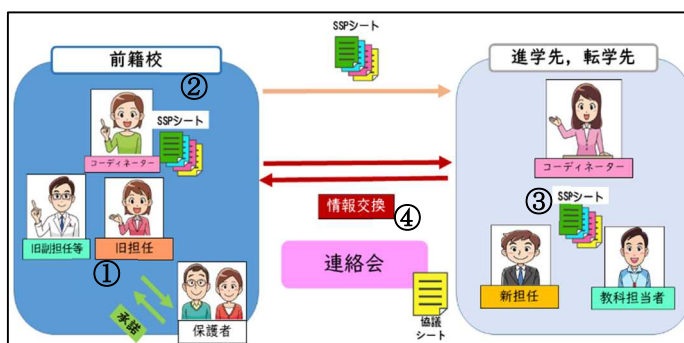 SSPシート
前籍校
進学先，転学先
②
SSPシート
コーディネーター
コーディネーター
情報交換
④
③
SSPシート
旧副担任等
旧担任
①
連絡会
承諾
保護者
協議
シート
新担任
教科担当者